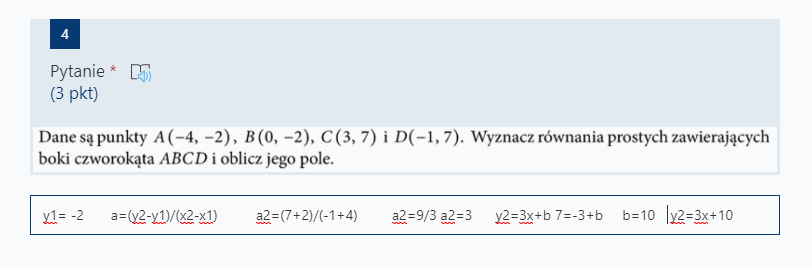 4
Pytanie *
(3 pkt)
Dane są punkty A(−4, −2), B(0, −2), C(3, 7) i D(−1, 7). Wyznacz równania prostych zawierających
boki czworokąta ABCD i oblicz jego pole.
y1= -2 a=(y2-y1)/(x2-x1) a2=(7+2)/(-1+4) a2=9/3 a2=3 y2=3x+b 7=-3+b b=10 y2=3x+10